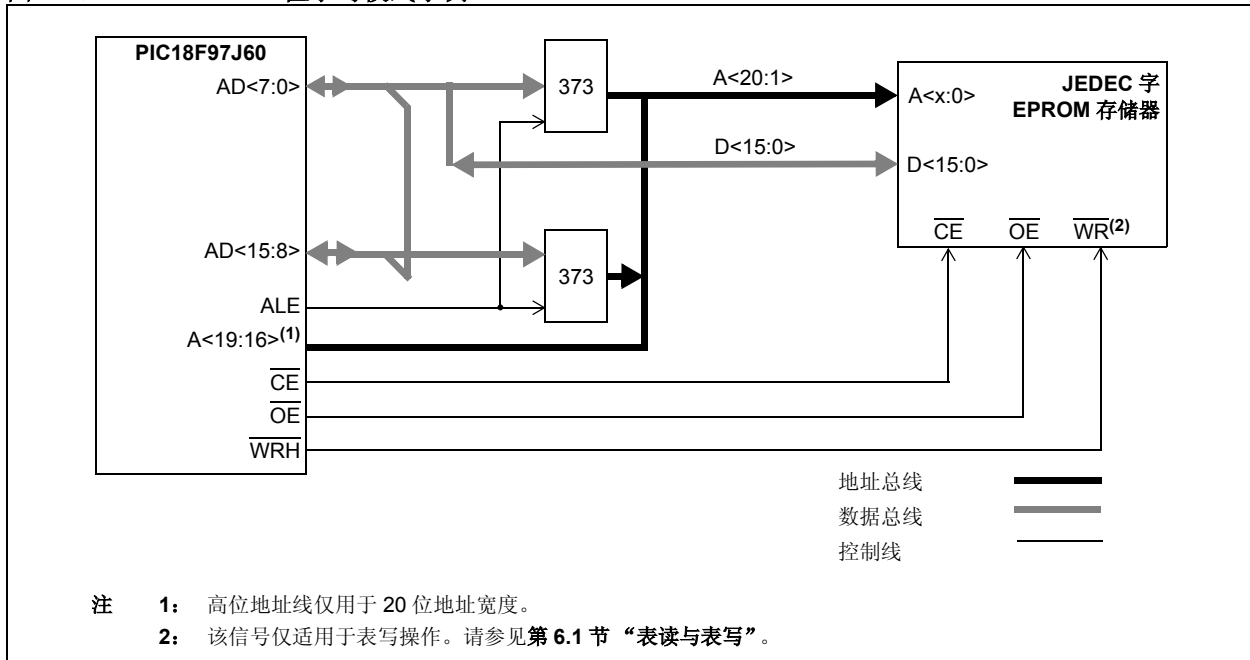 PIC18F97J60
AD<7:0>
AD<15:8>
ALE
A<19:16>(1)
CE
OE
WRH
373
373
A<20:1>
D<15:0>
JEDEC 字
EPROM 存储器
A<x:0>
D<15:0>
CE OE WR(2)
地址总线
数据总线
控制线
注 1： 高位地址线仅用于 20 位地址宽度。
2： 该信号仅适用于表写操作。请参见第 6.1 节 “表读与表写”。